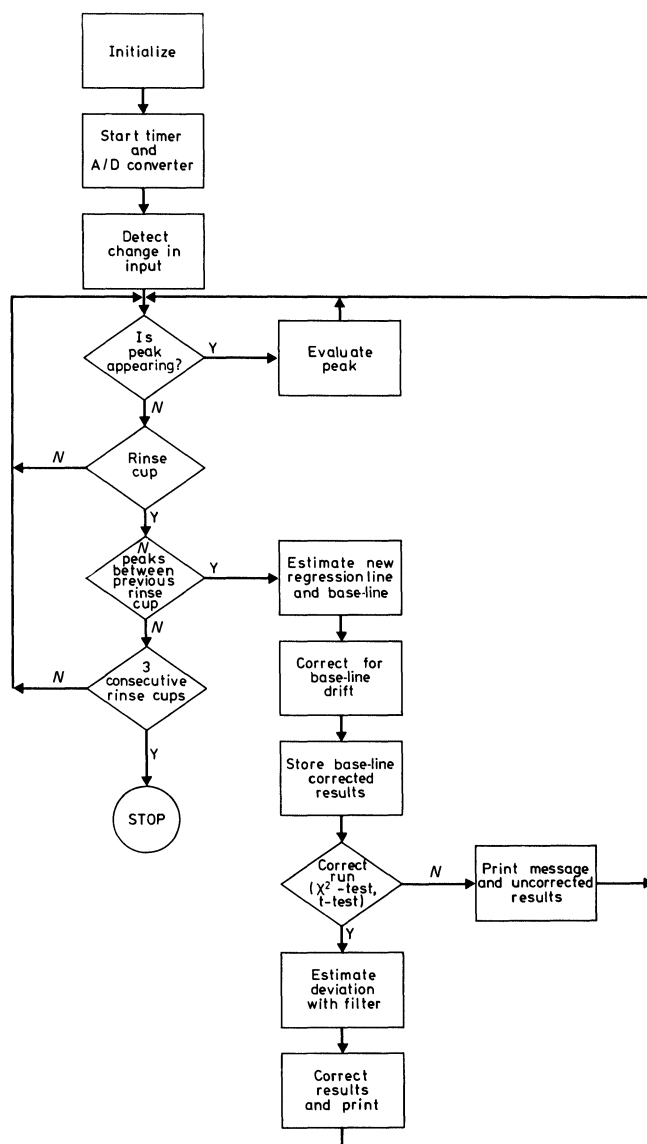 Initialize
Start timer
and
A/D converter
Detect
change in
input
Is
peak
appearing?
Y
Evaluate
peak
N
Rinse
cup
N
Y
N
peaks
between
previous
rinse
cup
Y
Estimate new
regression line
and base-line
N
Correct for
base-line
drift
3
consecutive
rinse cups
N
Y
STOP
Store base-line
corrected
results
Correct
run
(χ² -test,
t-test)
N
Print message
and uncorrected
results
Y
Estimate
deviation
with filter
Correct
results
and print